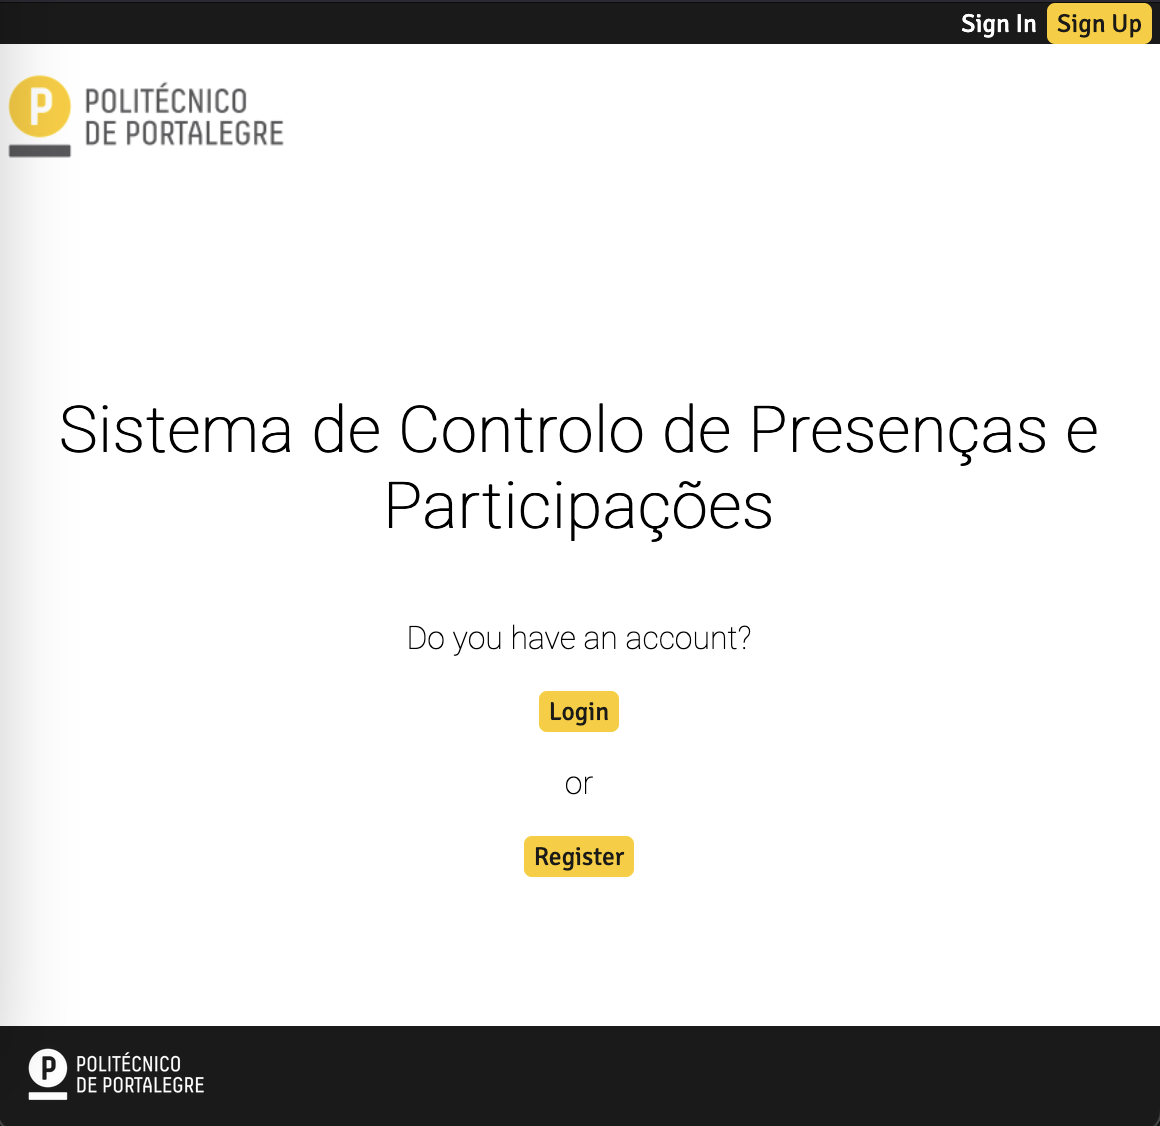 Sign In Sign Up
P POLITÉCNICO
DE PORTALEGRE
Sistema de Controlo de Presenças e
Participações
Do you have an account?
Login
or
Register
P POLITÉCNICO
DE PORTALEGRE